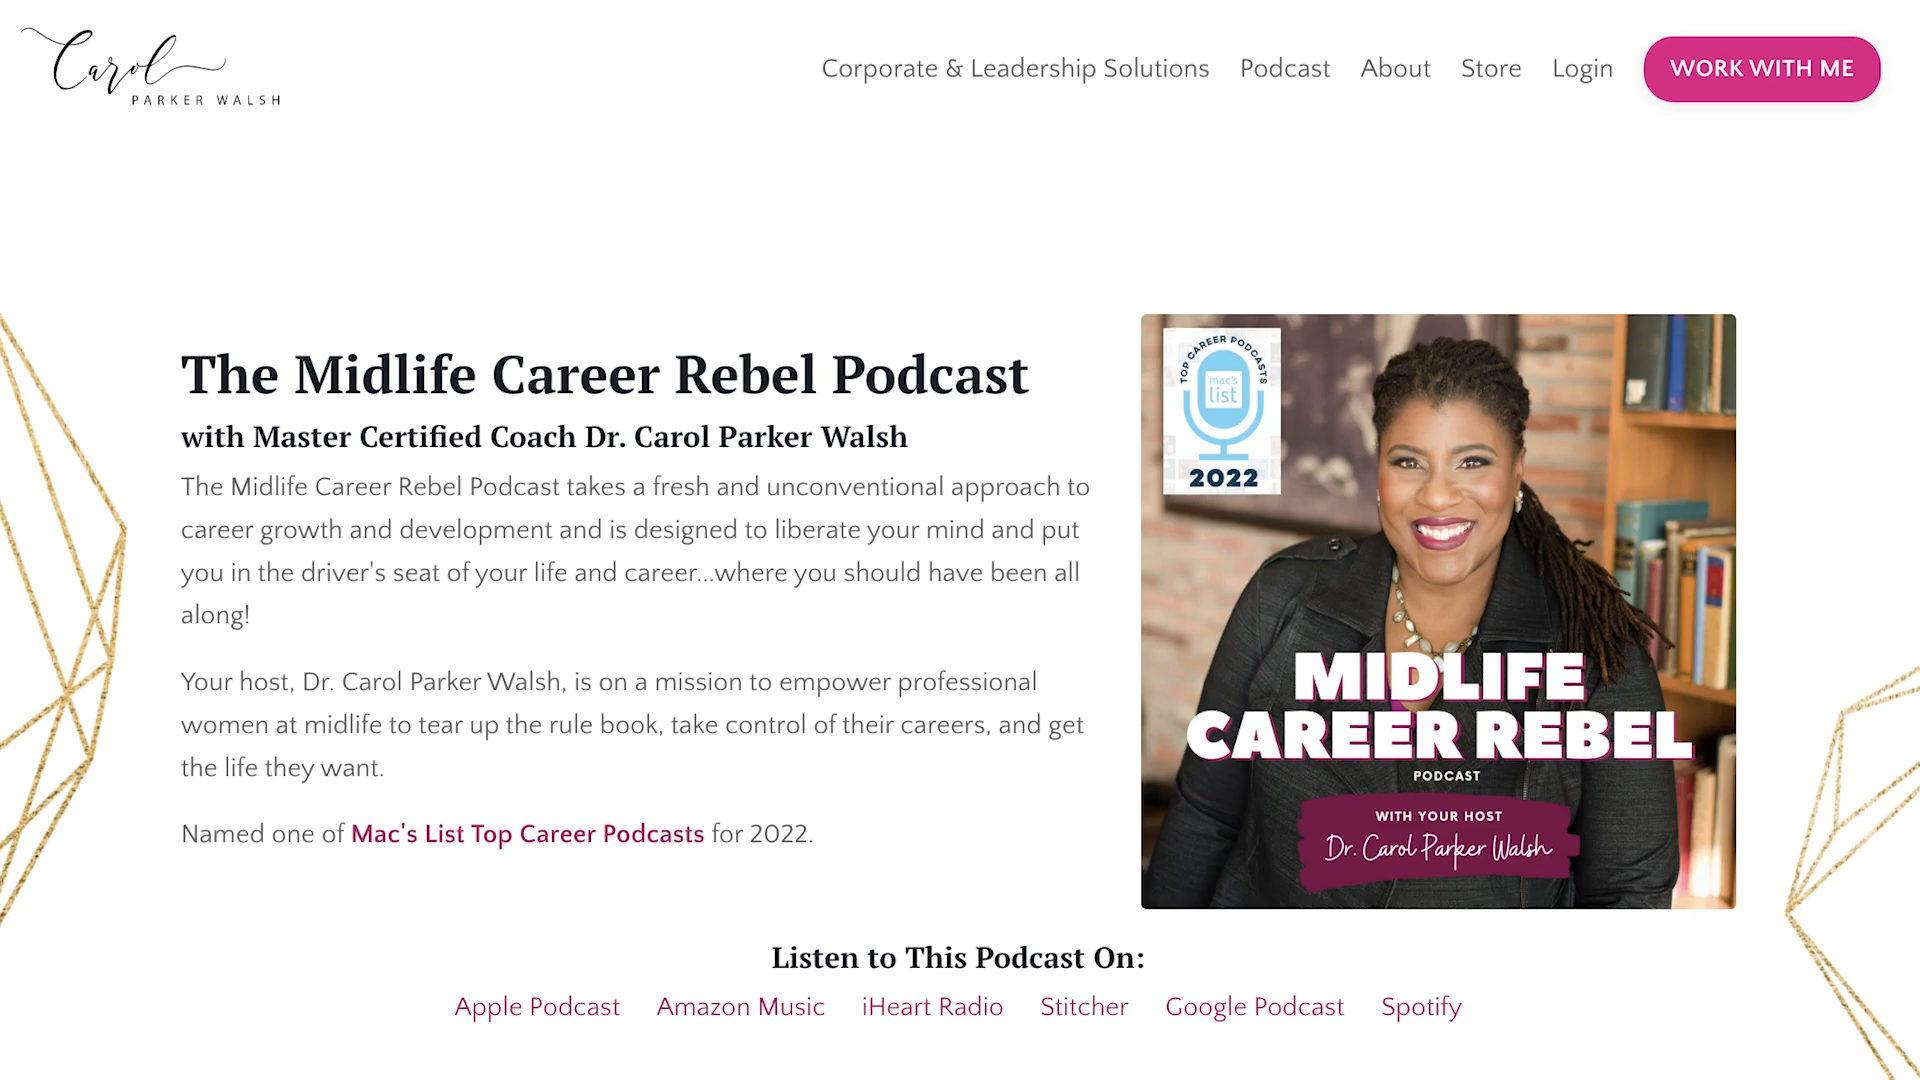 Carol
PARKER WALSH
Corporate & Leadership Solutions
Podcast
About
Store
Login
WORK WITH ME
The Midlife Career Rebel Podcast
with Master Certified Coach Dr. Carol Parker Walsh
The Midlife Career Rebel Podcast takes a fresh and unconventional approach to
career growth and development and is designed to liberate your mind and put
you in the driver's seat of your life and career...where you should have been all
along!
Your host, Dr. Carol Parker Walsh, is on a mission to empower professional
women at midlife to tear up the rule book, take control of their careers, and get
the life they want.
Named one of Mac's List Top Career Podcasts for 2022.
TOP CAREER PODCASTS
mac's
list
2022
MIDLIFE
CAREER REBEL
PODCAST
WITH YOUR HOST
Dr. Carol Parker Walsh
Listen to This Podcast On:
Apple Podcast
Amazon Music
iHeart Radio
Stitcher
Google Podcast
Spotify